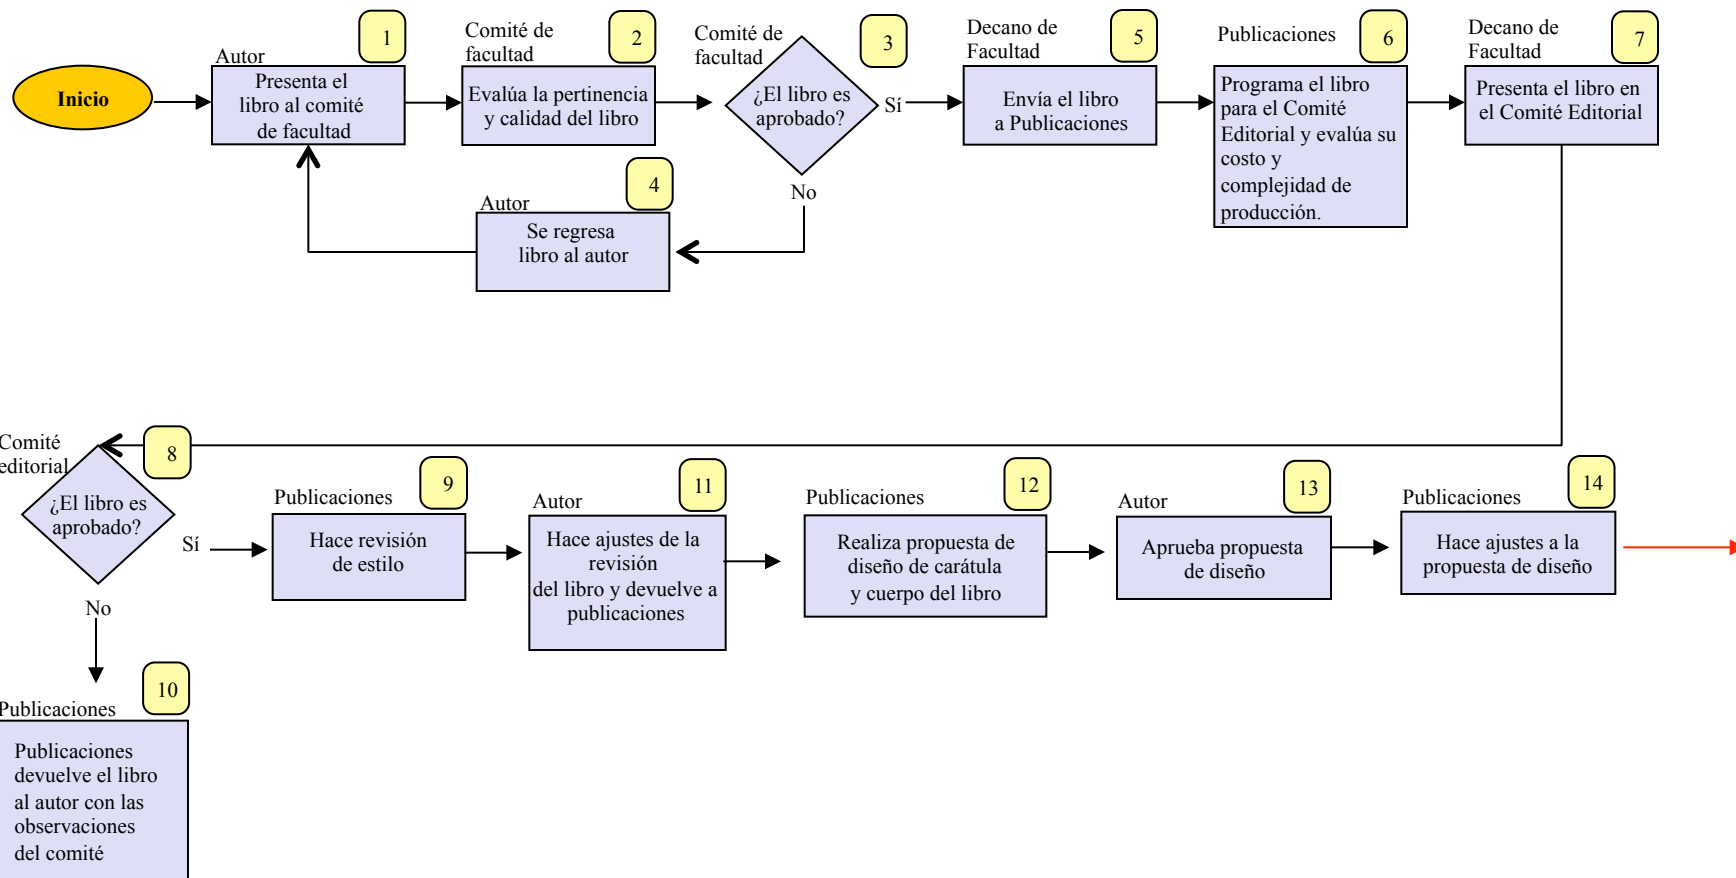 Inicio
Autor
1
Presenta el
libro al comité
de facultad
Comité de
facultad
2
Evalúa la pertinencia
y calidad del libro
Comité de
facultad
3
¿El libro es
aprobado?
Sí
No
Autor
4
Se regresa
libro al autor
Decano de
Facultad
5
Envía el libro
a Publicaciones
Publicaciones
6
Programa el libro
para el Comité
Editorial y evalúa su
costo y
complejidad de
producción.
Decano de
Facultad
7
Presenta el libro en
el Comité Editorial
Comité
editorial
8
¿El libro es
aprobado?
Sí
No
Publicaciones
9
Hace revisión
de estilo
Publicaciones
10
Publicaciones
devuelve el libro
al autor con las
observaciones
del comité
Autor
11
Hace ajustes de la
revisión
del libro y devuelve a
publicaciones
Publicaciones
12
Realiza propuesta de
diseño de carátula
y cuerpo del libro
Autor
13
Aprueba propuesta
de diseño
Publicaciones
14
Hace ajustes a la
propuesta de diseño